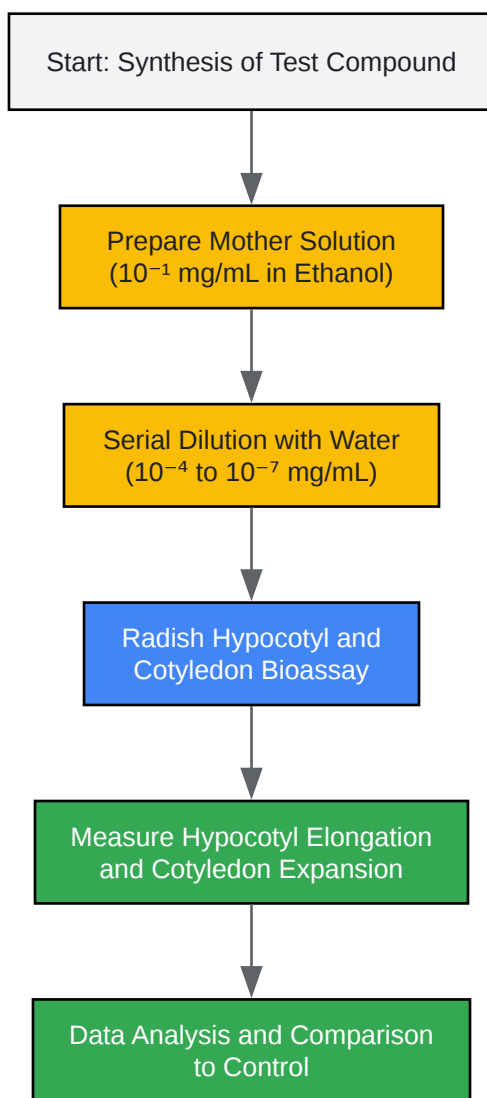 Start: Synthesis of Test Compound
Prepare Mother Solution
(10⁻¹ mg/mL in Ethanol)
Serial Dilution with Water
(10⁻⁴ to 10⁻⁷ mg/mL)
Radish Hypocotyl and
Cotyledon Bioassay
Measure Hypocotyl Elongation
and Cotyledon Expansion
Data Analysis and Comparison
to Control